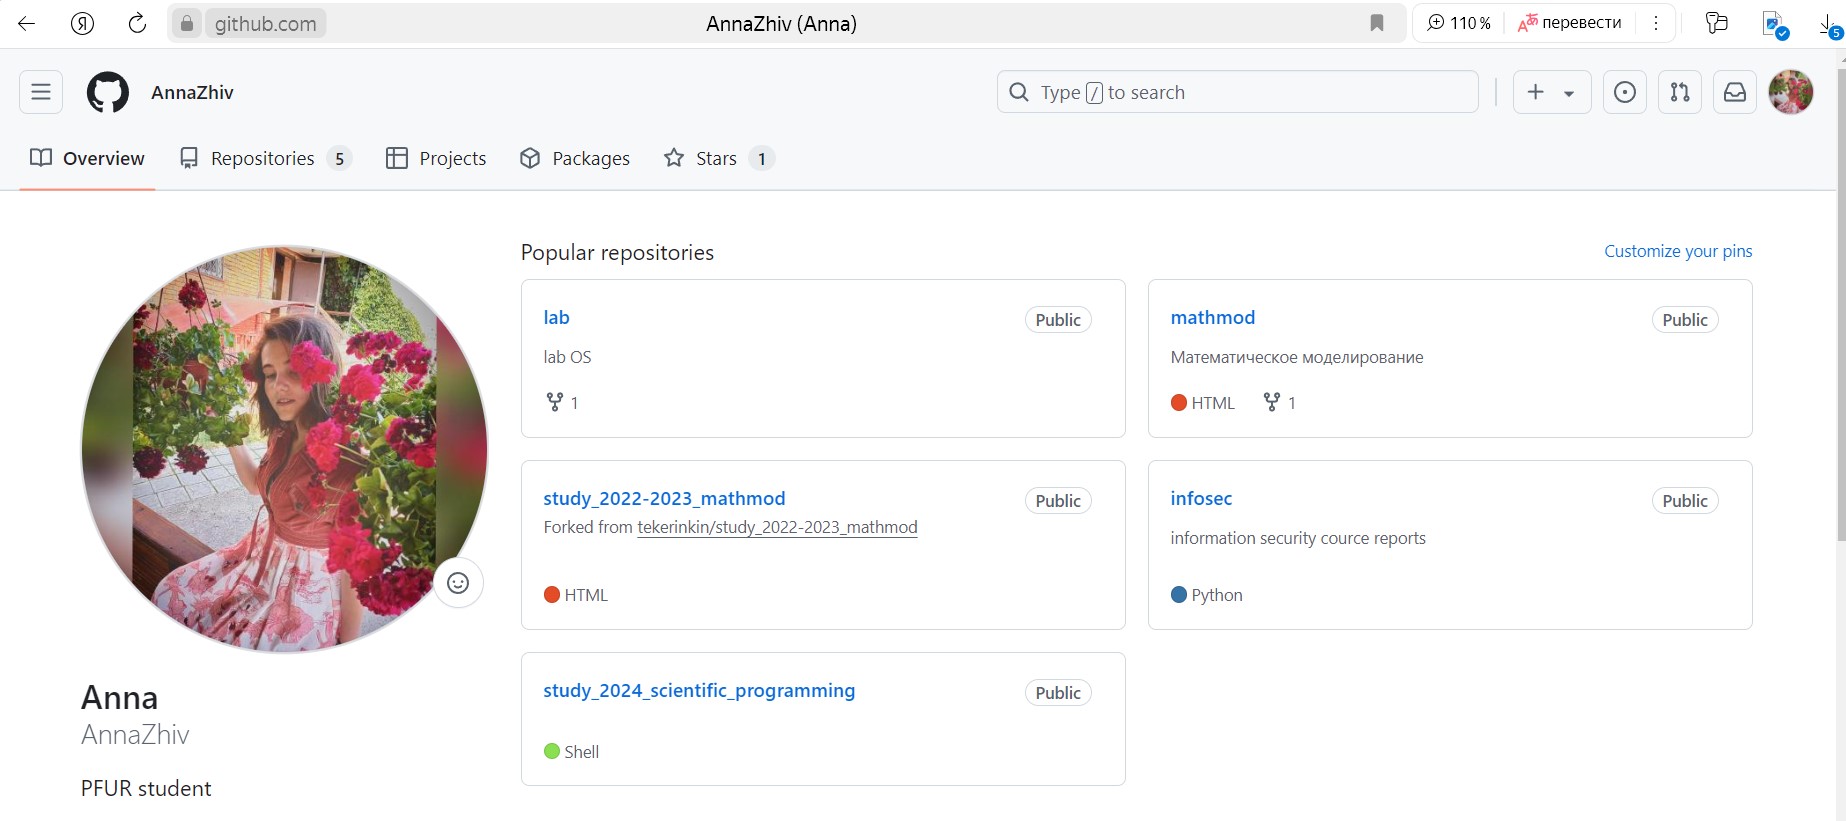 github.com
AnnaZhiv (Anna)
110 %
перевести
5
AnnaZhiv
Type / to search
Overview
Repositories 5
Projects
Packages
Stars 1
Popular repositories
Customize your pins
lab
Public
lab OS
1
mathmod
Public
Математическое моделирование
HTML 1
study_2022-2023_mathmod
Public
Forked from tekerinkin/study_2022-2023_mathmod
HTML
infosec
Public
information security cource reports
Python
study_2024_scientific_programming
Public
Shell
Anna
AnnaZhiv
PFUR student